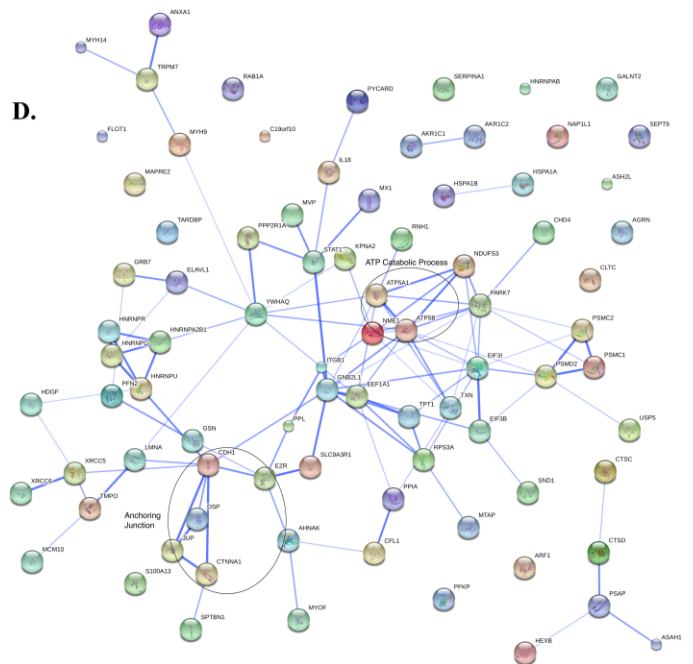 ANXA1
MYH14
TRPM7
RAB1A
PYCARD
SERPINA1
HNRNPAB
GALNT2
D.
FLOT1
MYH9
C19orf10
IL18
AKR1C1
AKR1C2
NAP1L1
SEPT9
MAPRE2
MX1
HSPA1B
HSPA1A
ASH2L
TARDBP
PPP2R1A
MVP
RNH1
CHD4
AGRN
STAT1
KPNA2
NDUFS3
GRB7
ELAVL1
ATP Catabolic Process
CLTC
ATP5A1
PARK7
YWHAQ
HNRNPR
HNRNPA2B1
NME1
ATP5B
PSMC2
HNRNPD
ITGB1
EIF3I
PSMC1
HNRNPU
PFN2
GNB2L1
EEF1A1
TXN
PSMD2
HDGF
PPL
TPT1
EIF3B
USP5
GSN
LMNA
CDH1
EZR
SLC9A3R1
RPS3A
XRCC5
XRCC6
TMPO
PPIA
SND1
CTSC
Anchoring
Junction
DSP
MTAP
JUP
AHNAK
CFL1
CTSD
MCM10
CTNNA1
ARF1
S100A13
PFKP
PSAP
SPTBN1
MYOF
HEXB
ASAH1